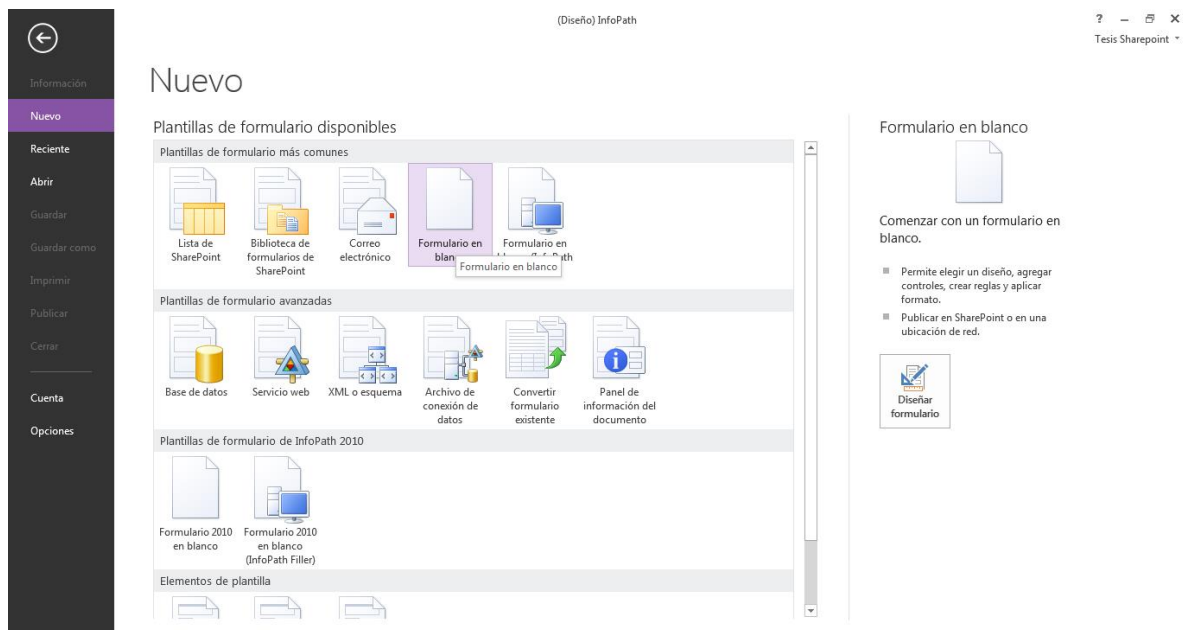 (Diseño) InfoPath
?
Tesis Sharepoint
Información
Nuevo
Reciente
Abrir
Guardar
Guardar como
Imprimir
Publicar
Cerrar
Cuenta
Opciones
Nuevo
Plantillas de formulario disponibles
Plantillas de formulario más comunes
Lista de
SharePoint
Biblioteca de
formularios de
SharePoint
Correo
electrónico
Formulario en
Formulario en
Formulario en blanco
Plantillas de formulario avanzadas
Base de datos
Servicio web
XML o esquema
Archivo de
conexión de
datos
Convertir
formulario
existente
Panel de
información del
documento
Plantillas de formulario de InfoPath 2010
Formulario 2010
en blanco
Formulario 2010
en blanco
(InfoPath Filler)
Elementos de plantilla
Formulario en blanco
Comenzar con un formulario en
blanco.
Permite elegir un diseño, agregar
controles, crear reglas y aplicar
formato.
Publicar en SharePoint o en una
ubicación de red.
Diseñar
formulario